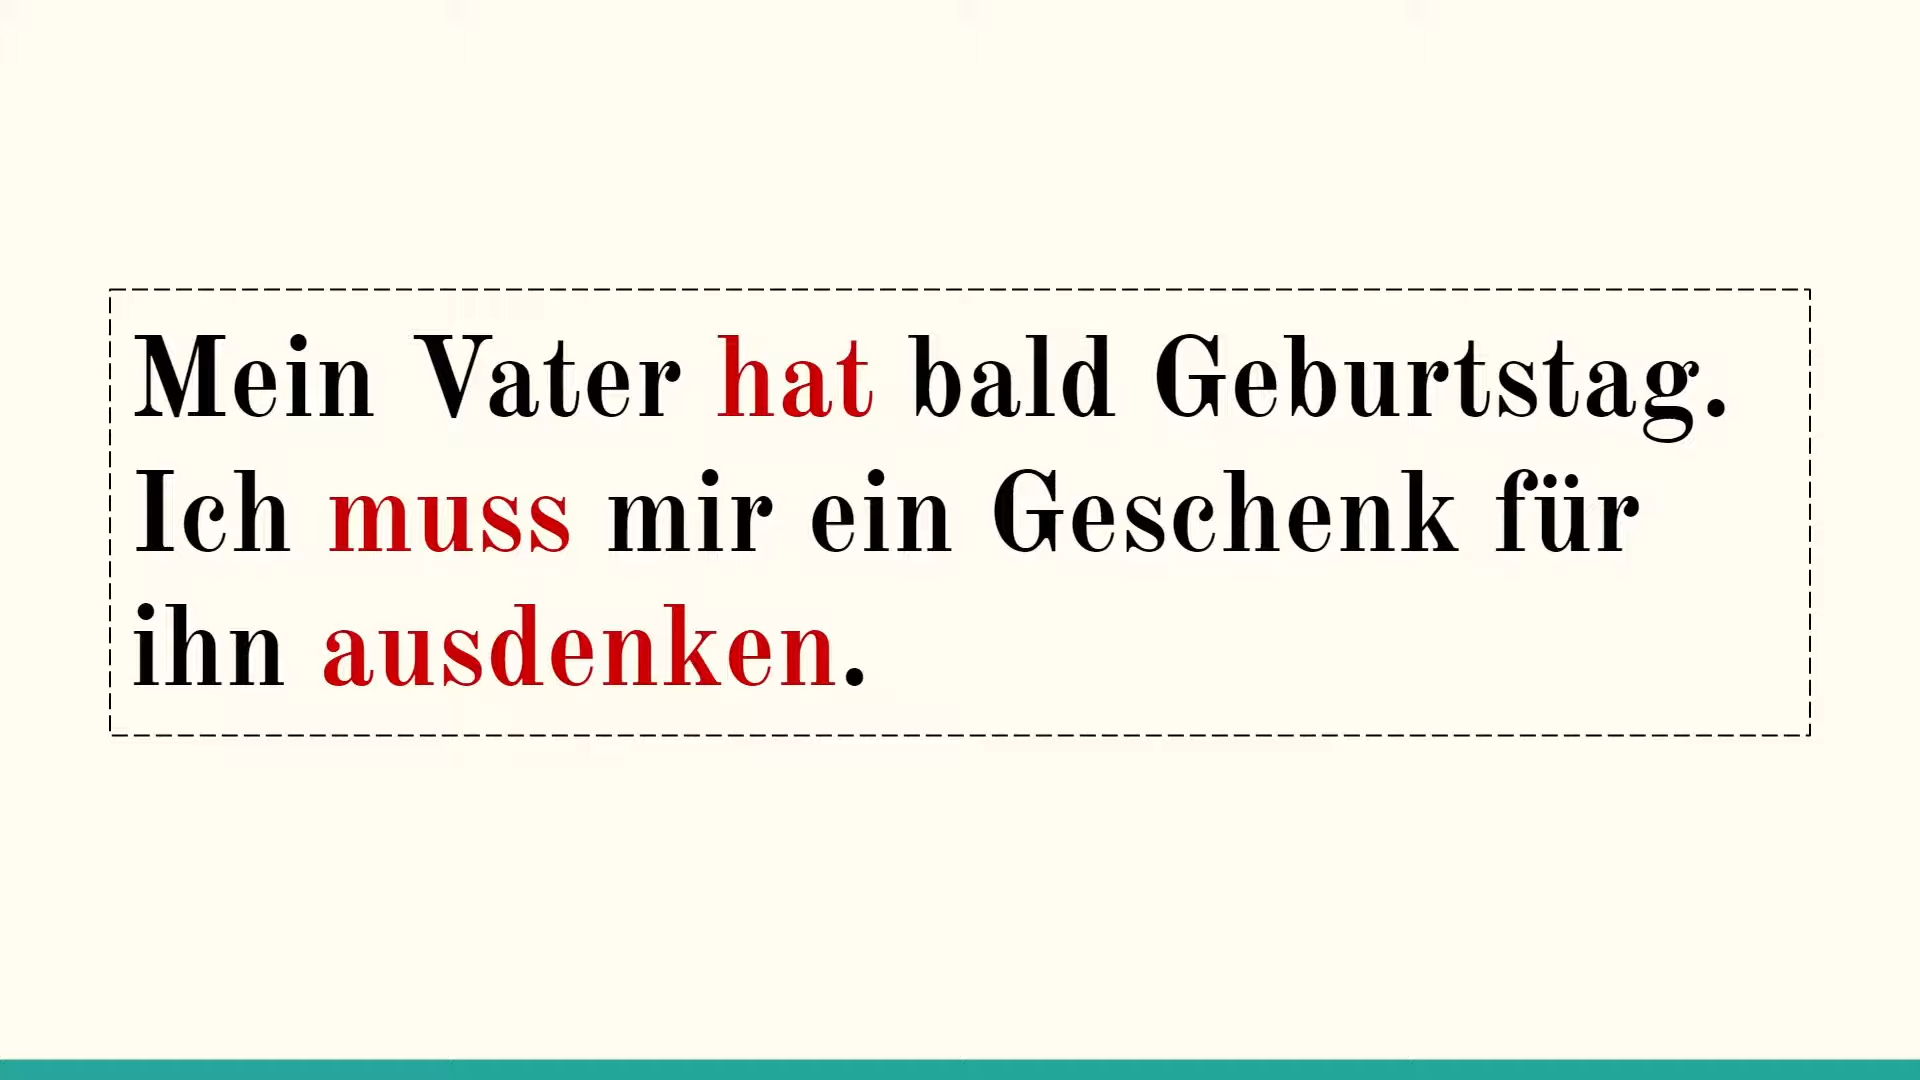 Mein Vater hat bald Geburtstag.
Ich muss mir ein Geschenk für
ihn ausdenken.